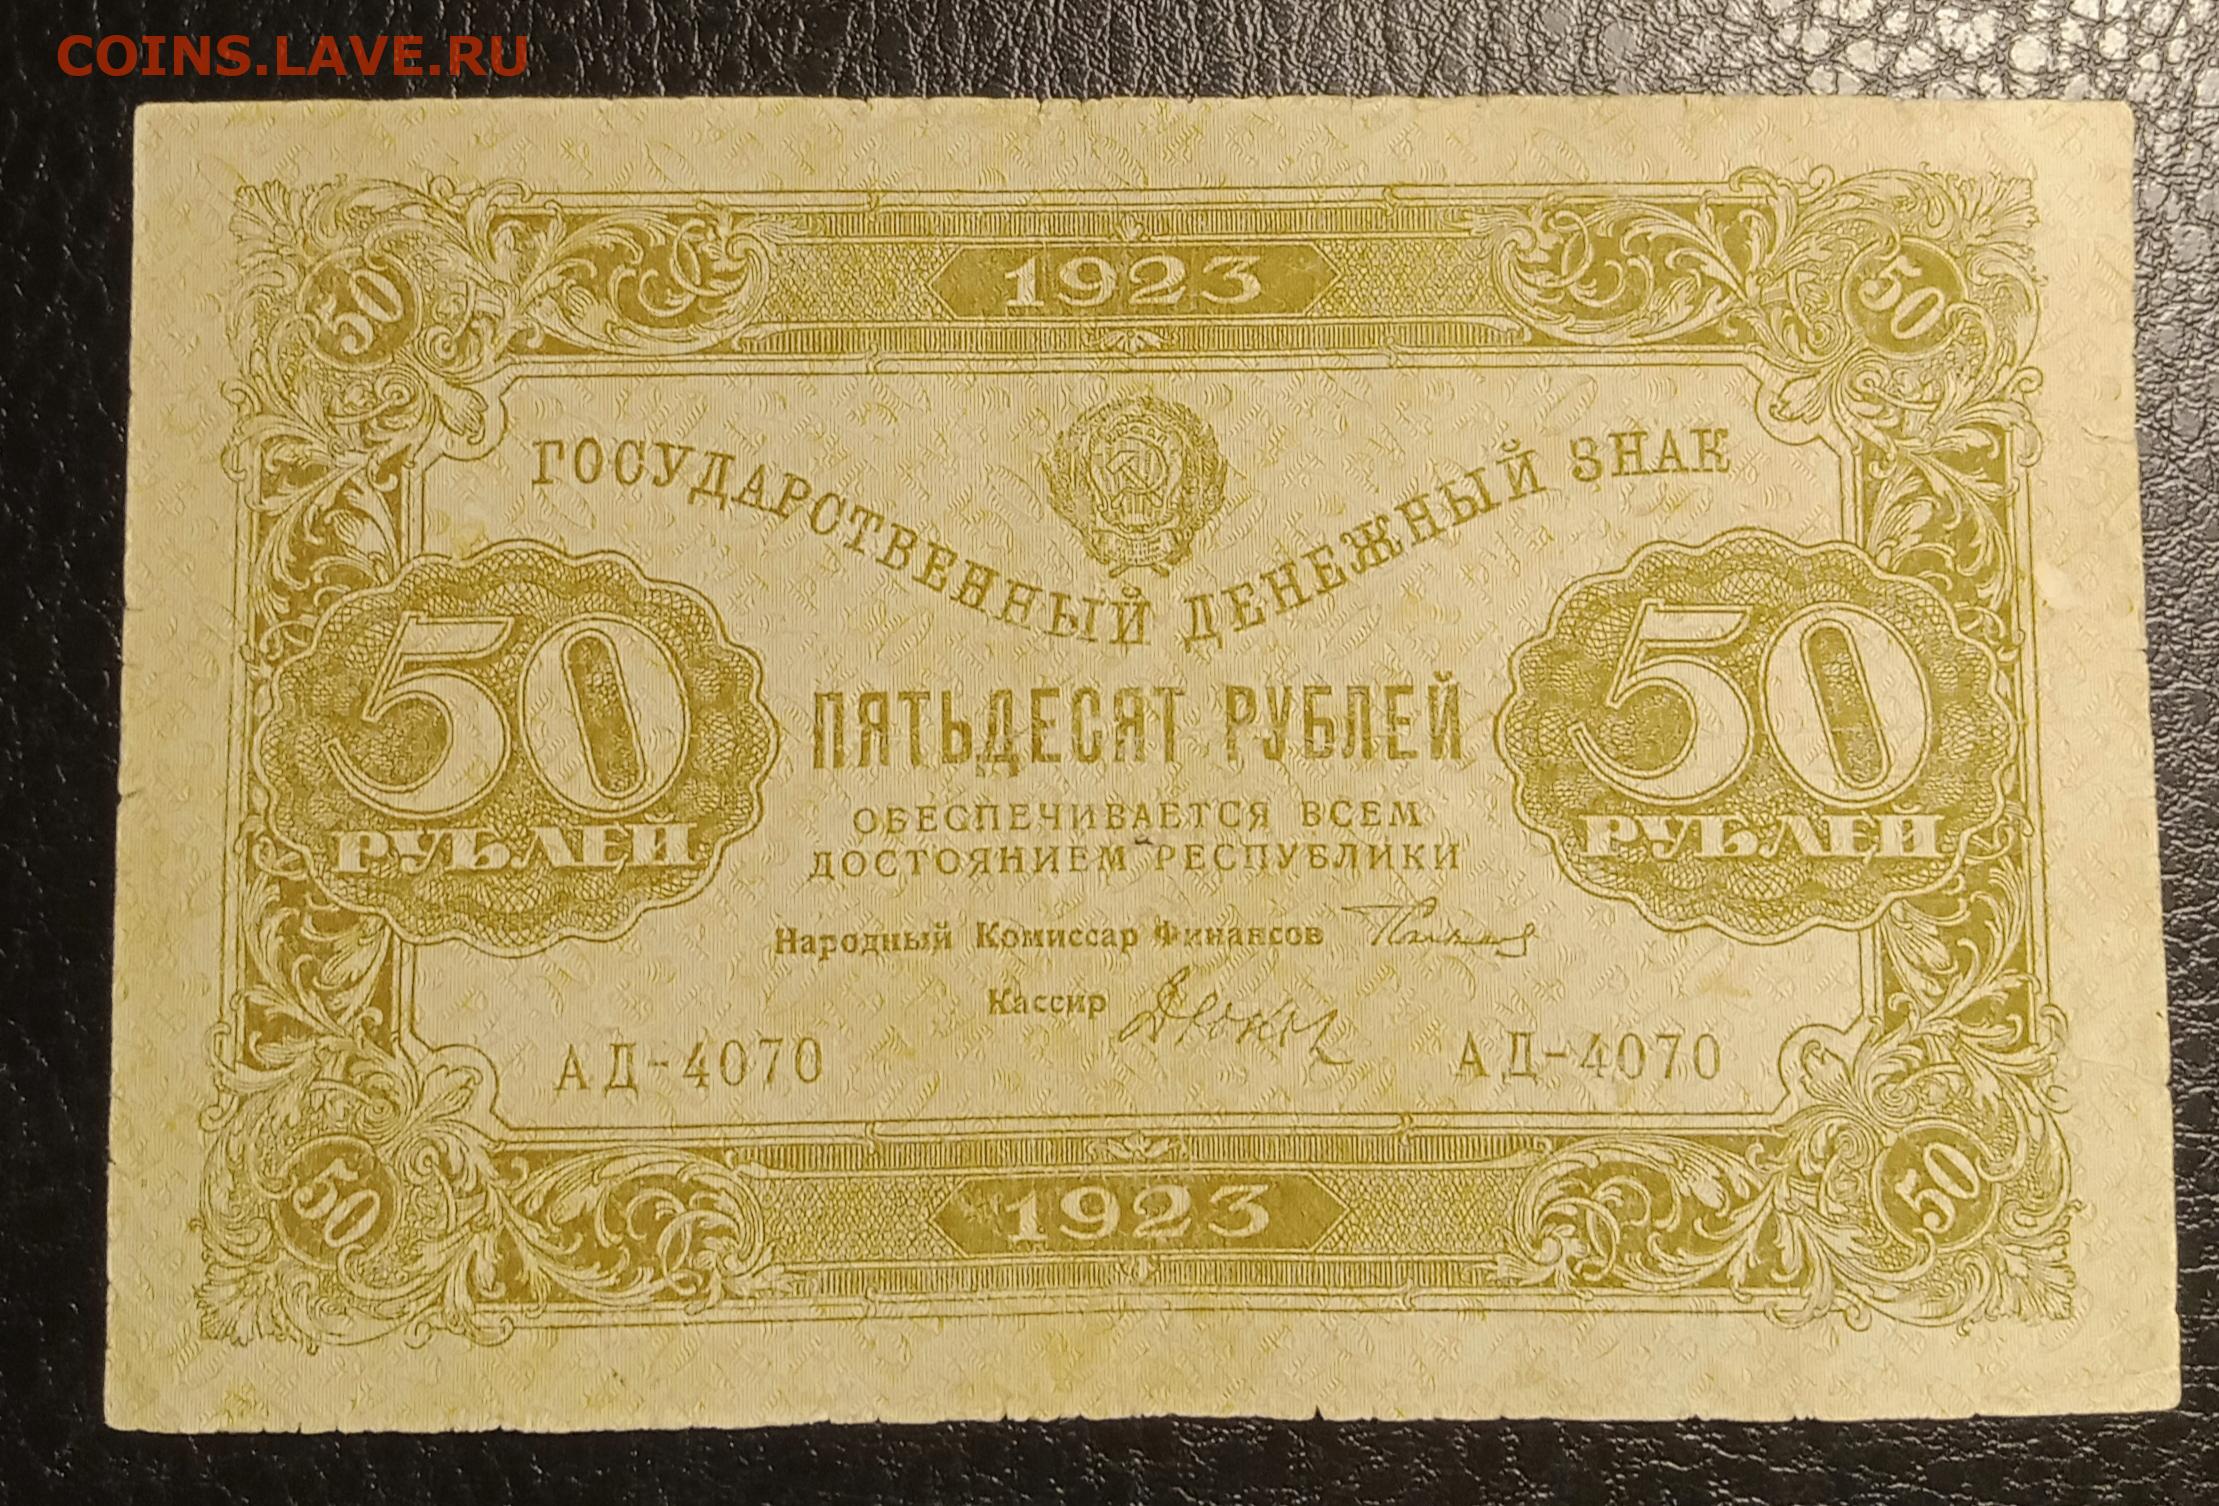 COINS.LAVE.RU
1923
50 50
ГОСУДАРСТВЕННЫЙ ДЕНЕЖНЫЙ ЗНАК
50 РУБЛЕЙ
ПЯТЬДЕСЯТ РУБЛЕЙ
50 РУБЛЕЙ
ОБЕСПЕЧИВАЕТСЯ ВСЕМ
ДОСТОЯНИЕМ РЕСПУБЛИКИ
Народный Комиссар Финансов
Кассир
АД-4070 АД-4070
50 50
1923